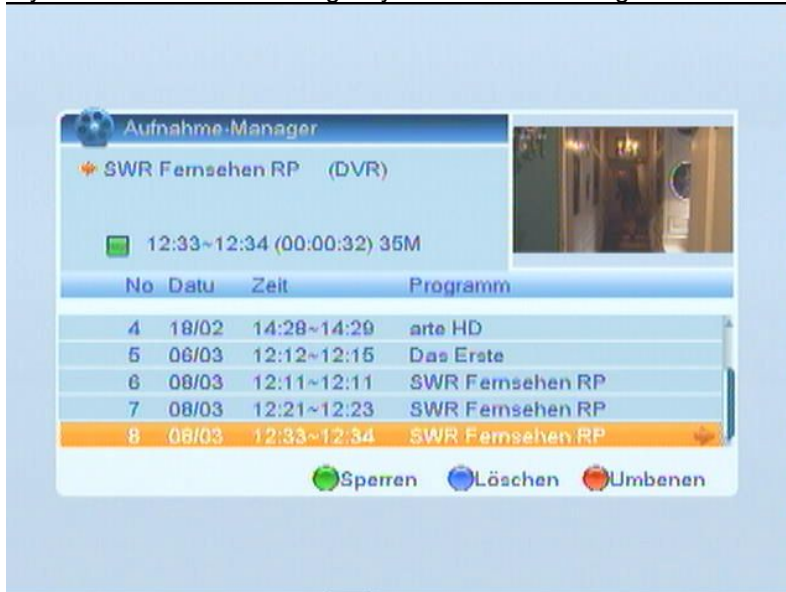 Aufnahme-Manager
SWR Fernsehen RP (DVR)
12:33~12:34 (00:00:32) 35M
No Datu Zeit Programm
4 18/02 14:28~14:29 arte HD
5 06/03 12:12~12:15 Das Erste
6 08/03 12:11~12:11 SWR Fernsehen RP
7 08/03 12:21~12:23 SWR Fernsehen RP
8 08/03 12:33~12:34 SWR Fernsehen RP
Sperren Löschen Umbenen